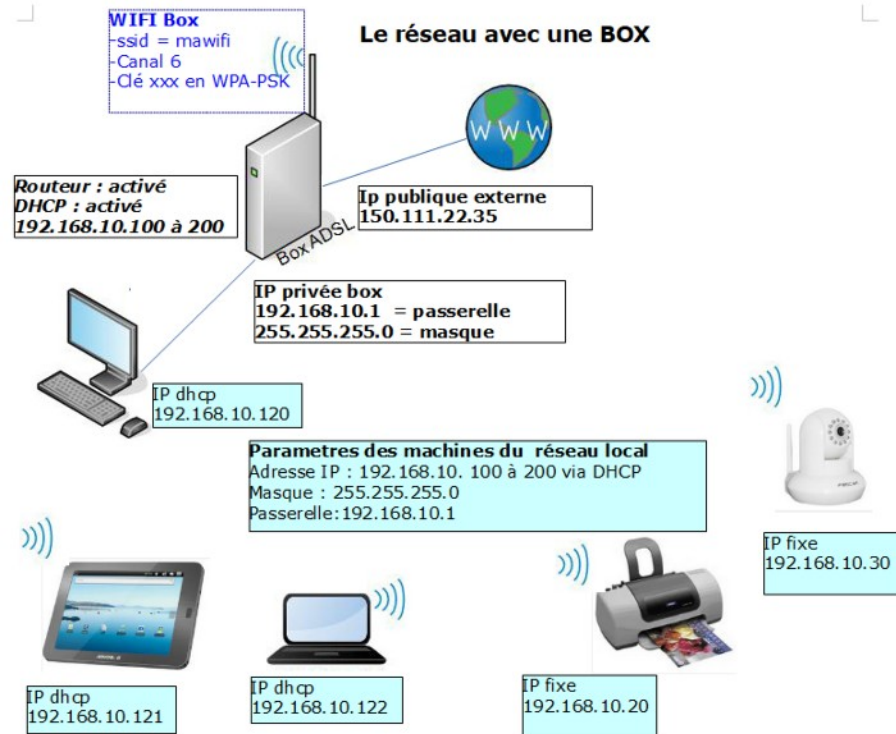 WIFI Box
-ssid = mawifi
-Canal 6
-Clé xxx en WPA-PSK
Le réseau avec une BOX
WWW
Routeur : activé
DHCP : activé
192.168.10.100 à 200
Ip publique externe
150.111.22.35
Box ADSL
IP privée box
192.168.10.1 = passerelle
255.255.255.0 = masque
IP dhcp
192.168.10.120
Parametres des machines du réseau local
Adresse IP : 192.168.10. 100 à 200 via DHCP
Masque : 255.255.255.0
Passerelle:192.168.10.1
IP fixe
192.168.10.30
IP dhcp
192.168.10.121
IP dhcp
192.168.10.122
IP fixe
192.168.10.20